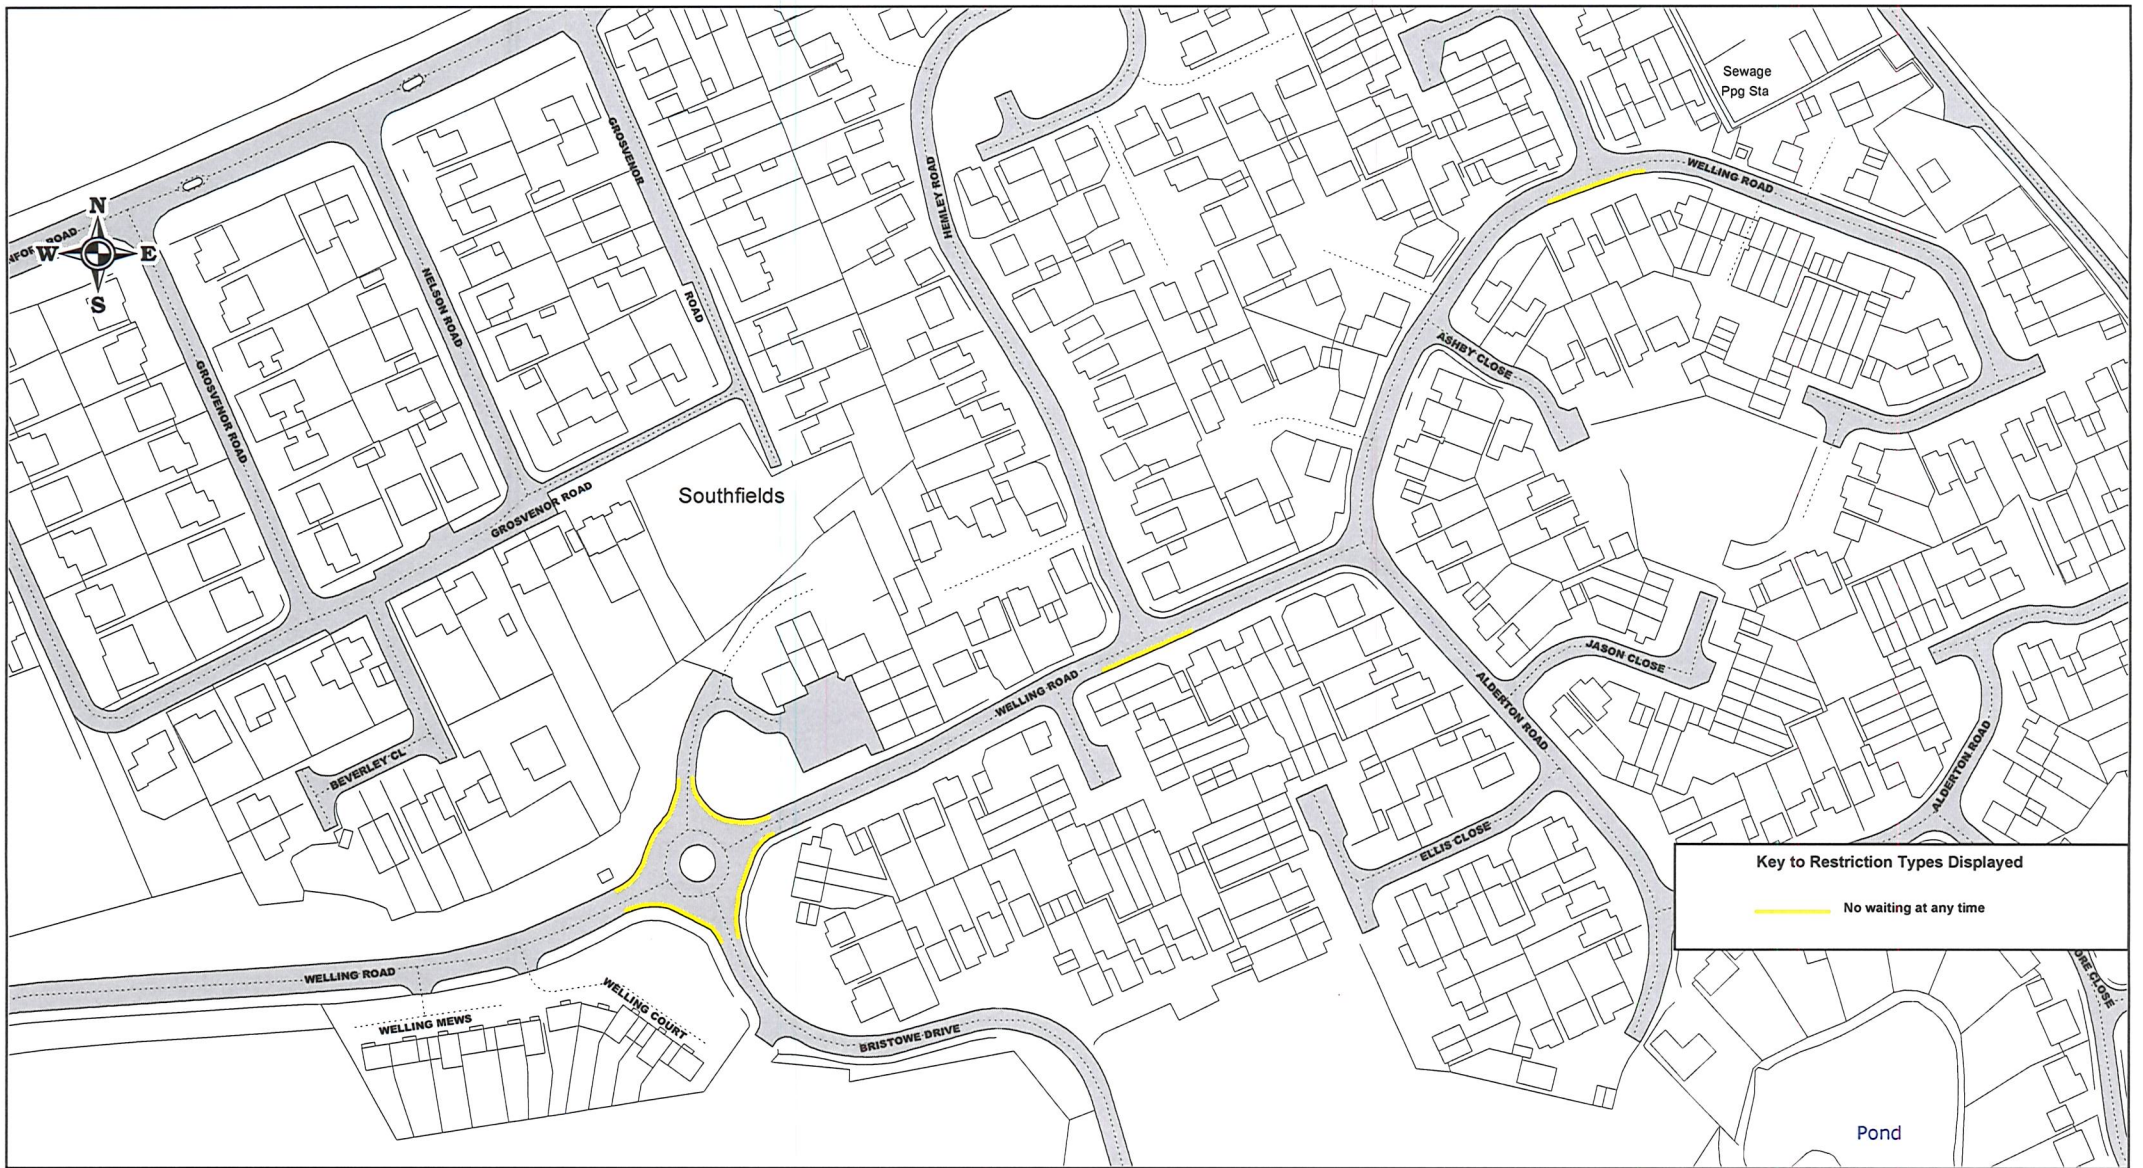 Sewage
Ppg Sta
WELLING ROAD
GROSVENOR
ROAD
HEMLEY ROAD
N
W
E
S
ROAD
NELSON ROAD
GROSVENOR ROAD
ASHBY CLOSE
GROSVENOR ROAD
Southfields
JASON CLOSE
WELLING ROAD
ALDERTON ROAD
ALDERTON ROAD
BEVERLEY CL
ELLIS CLOSE
Key to Restriction Types Displayed
No waiting at any time
WELLING ROAD
WELLING COURT
WELLING MEWS
BRISTOWE DRIVE
CLOSE
Pond